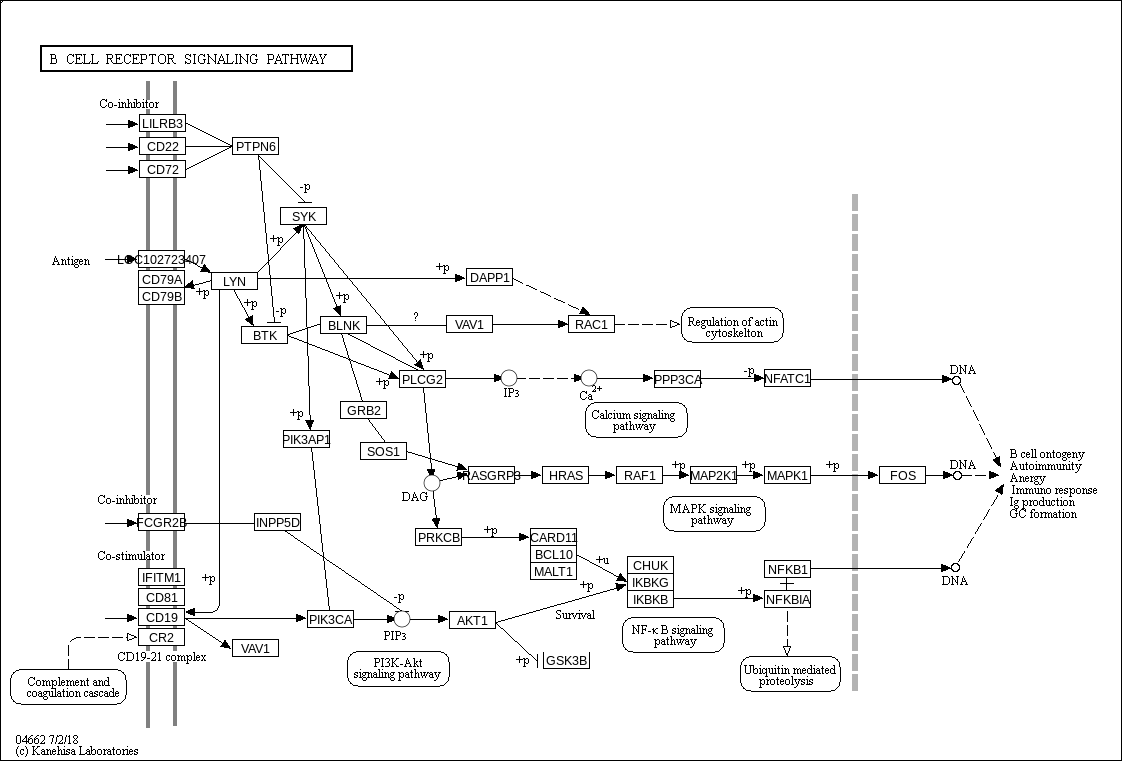 B CELL RECEPTOR SIGNALING PATHWAY
Co-inhibitor
LILRB3
CD22
CD72
PTPN6
-p
SYK
+p
Antigen
LOC102723407
CD79A
CD79B
+p
LYN
+p
-p
BTK
+p
DAPP1
+p
BLNK
?
VAV1
RAC1
Regulation of actin
cytoskelton
+p
+p
PLCG2
IP3
Ca2+
PPP3CA
-p
NFATC1
DNA
Calcium signaling
pathway
GRB2
SOS1
+p
PIK3AP1
DAG
RASGRP3
HRAS
RAF1
+p
MAP2K1
+p
MAPK1
+p
FOS
DNA
MAPK signaling
pathway
B cell ontogeny
Autoimmunity
Anergy
Immuno response
Ig production
GC formation
Co-inhibitor
FCGR2B
INPP5D
PRKCB
+p
CARD11
BCL10
MALT1
+u
+p
CHUK
IKBKG
IKBKB
+p
NFKB1
NFKBIA
DNA
Co-stimulator
IFITM1
CD81
CD19
CR2
+p
CD19-21 complex
VAV1
PIK3CA
-p
PIP3
AKT1
Survival
+p
GSK3B
NF-κ B signaling
pathway
PI3K-Akt
signaling pathway
Ubiquitin mediated
proteolysis
Complement and
coagulation cascade
04662 7/2/18
(c) Kanehisa Laboratories